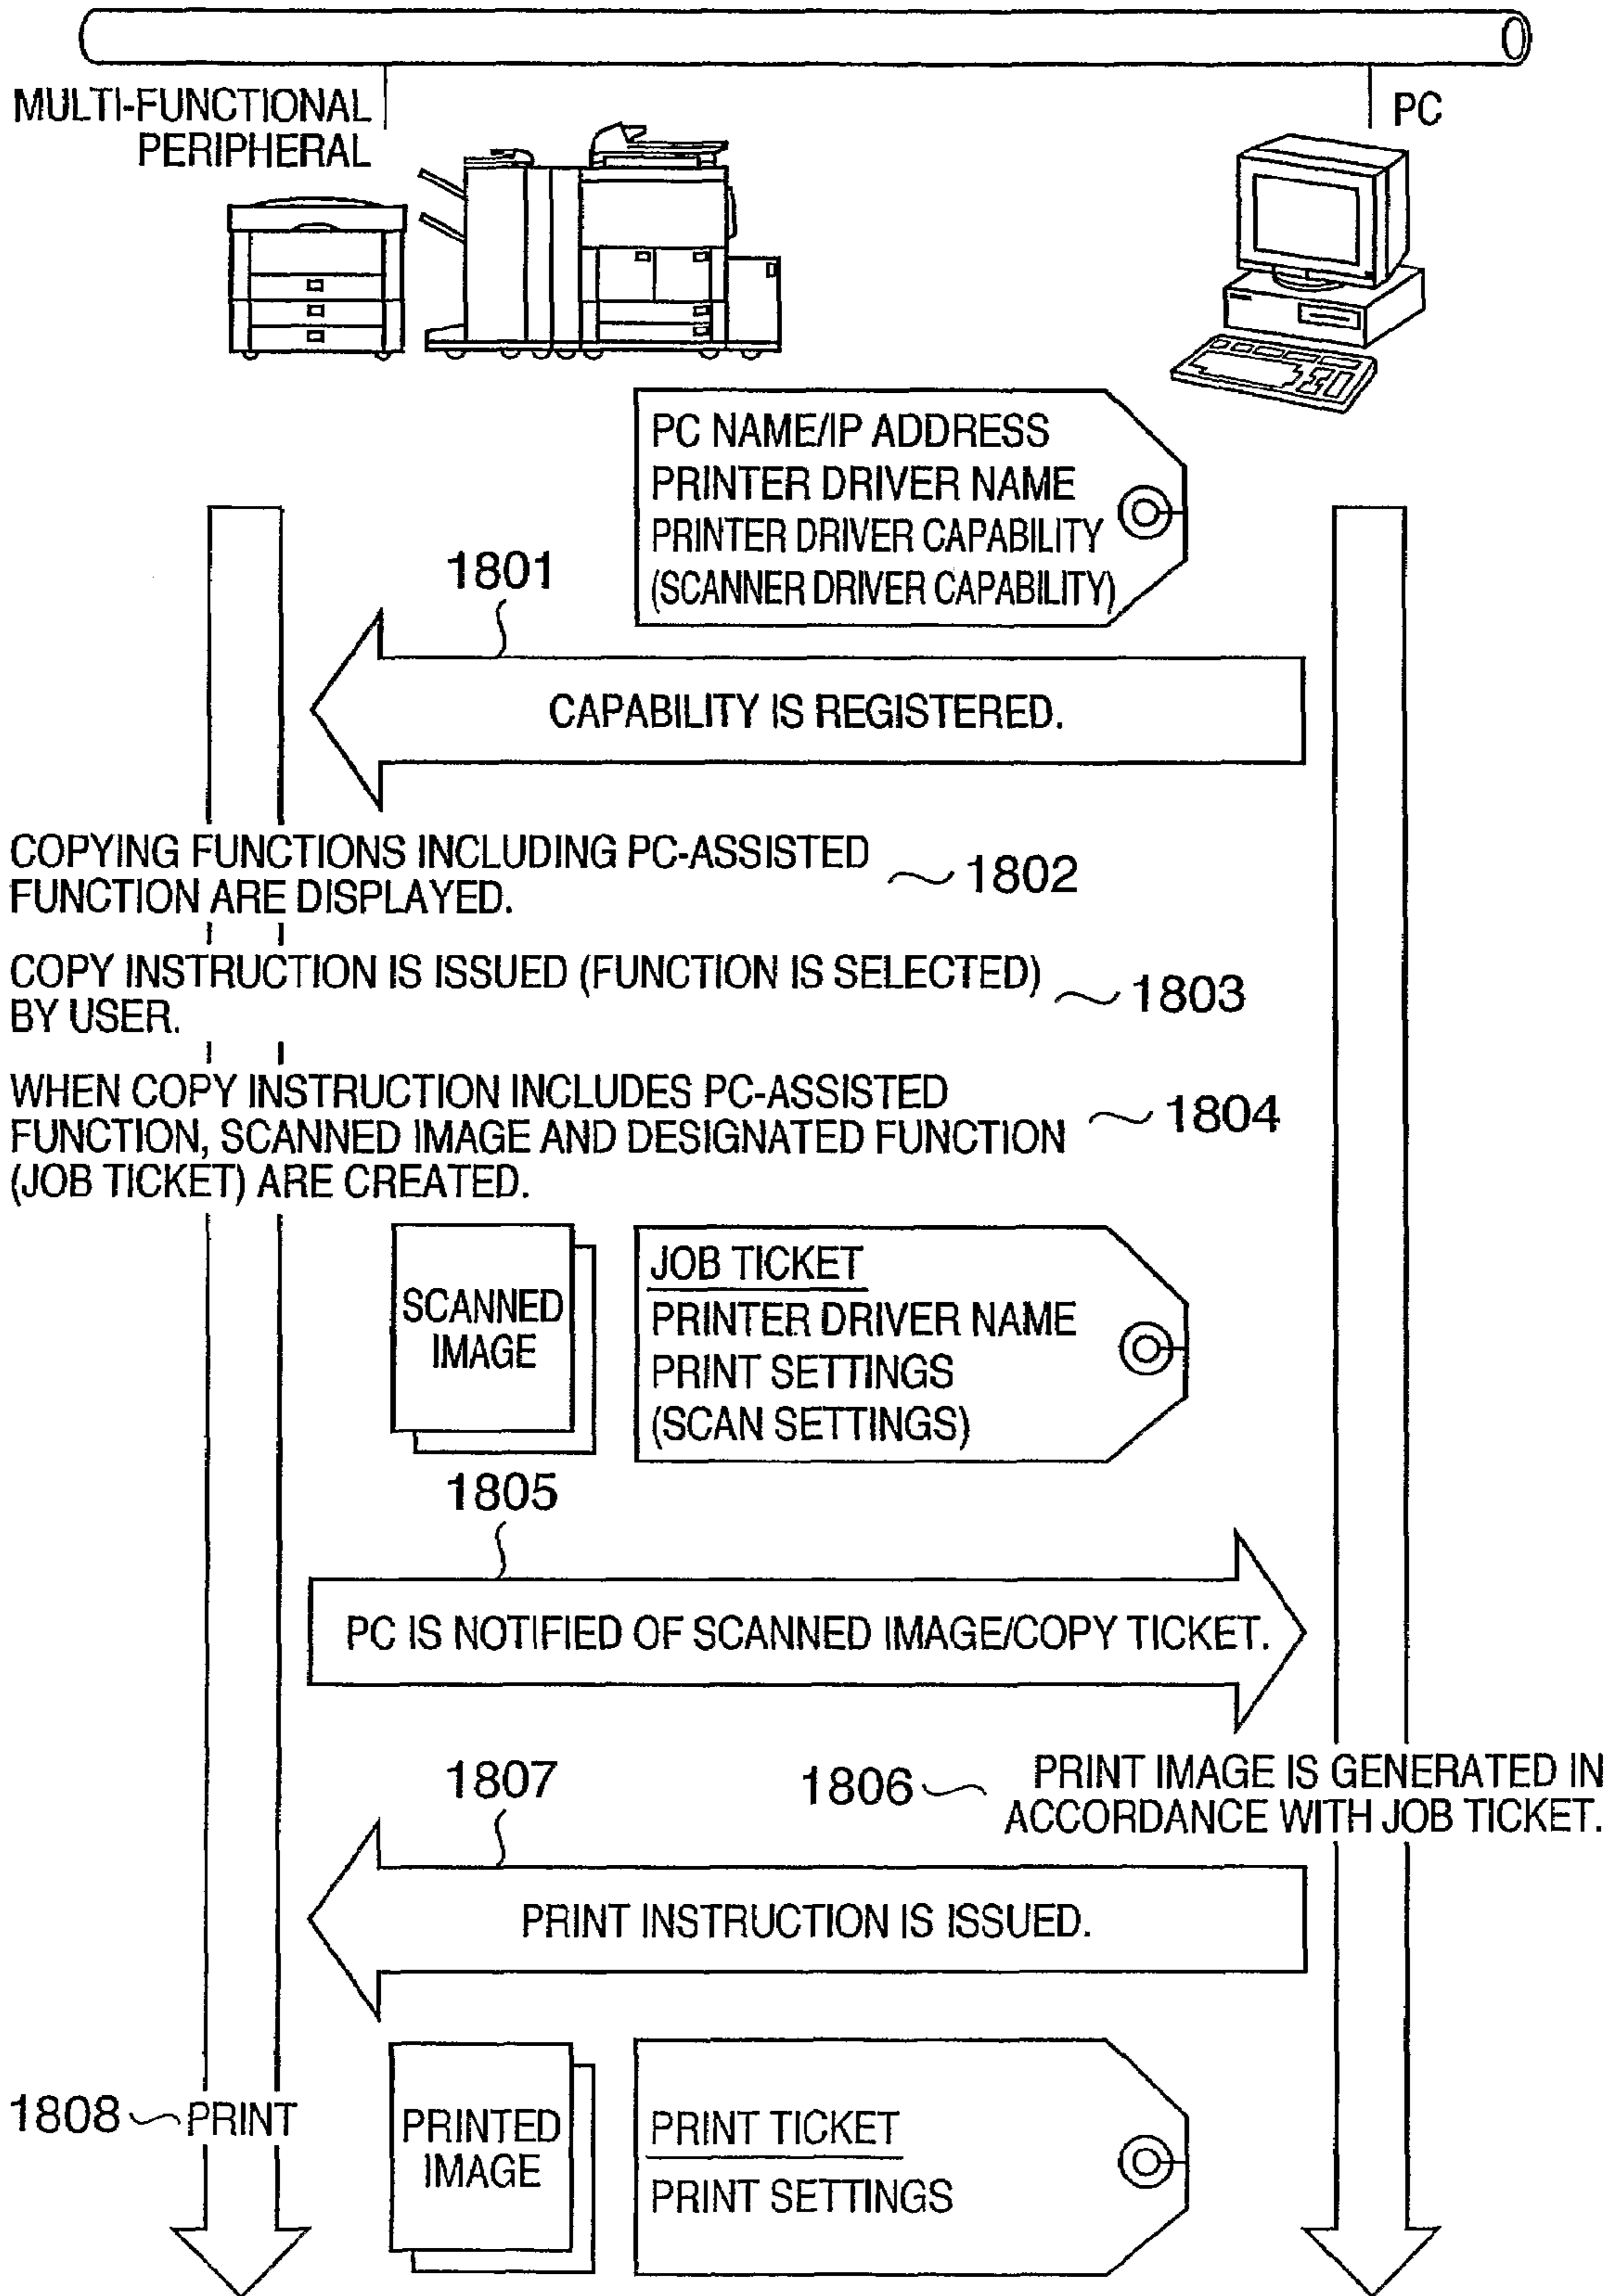 MULTI-FUNCTIONAL
PERIPHERAL
PC
PC NAME/IP ADDRESS
PRINTER DRIVER NAME
PRINTER DRIVER CAPABILITY
(SCANNER DRIVER CAPABILITY)
1801
CAPABILITY IS REGISTERED.
COPYING FUNCTIONS INCLUDING PC-ASSISTED
FUNCTION ARE DISPLAYED.
1802
COPY INSTRUCTION IS ISSUED (FUNCTION IS SELECTED)
BY USER.
1803
WHEN COPY INSTRUCTION INCLUDES PC-ASSISTED
FUNCTION, SCANNED IMAGE AND DESIGNATED FUNCTION
(JOB TICKET) ARE CREATED.
1804
SCANNED
IMAGE
JOB TICKET
PRINTER DRIVER NAME
PRINT SETTINGS
(SCAN SETTINGS)
1805
PC IS NOTIFIED OF SCANNED IMAGE/COPY TICKET.
1806
PRINT IMAGE IS GENERATED IN
ACCORDANCE WITH JOB TICKET.
1807
PRINT INSTRUCTION IS ISSUED.
1808
PRINT
PRINTED
IMAGE
PRINT TICKET
PRINT SETTINGS